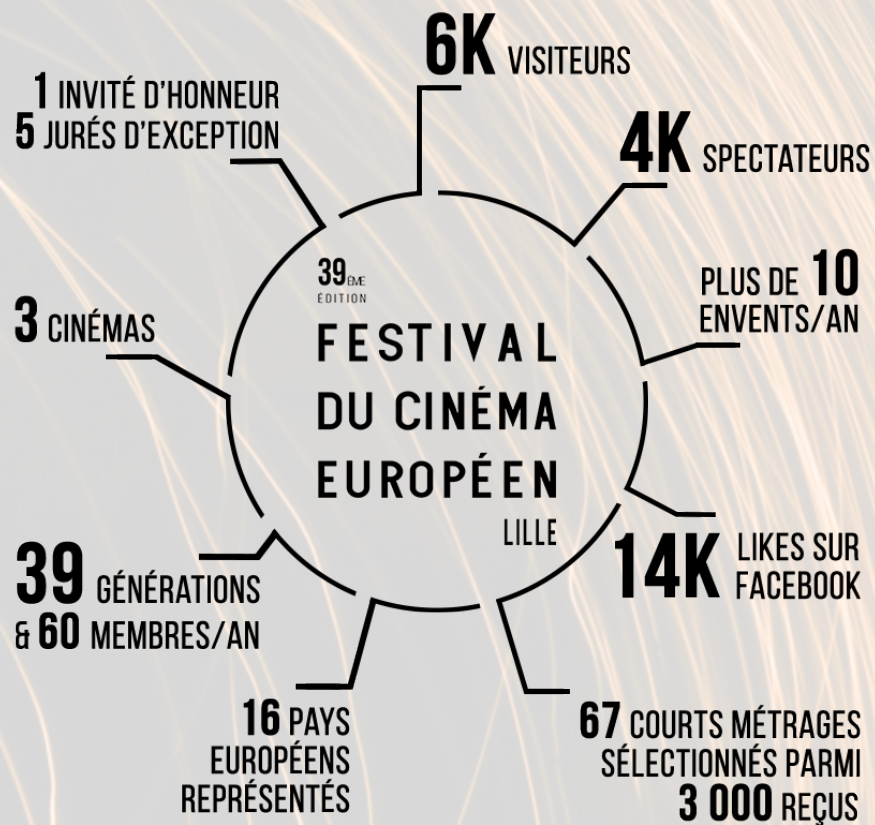 6K VISITEURS
1 INVITÉ D'HONNEUR
5 JURÉS D'EXCEPTION
4K SPECTATEURS
PLUS DE 10
ENVENTS/AN
3 CINÉMAS
39ÈME
ÉDITION
FESTIVAL
DU CINÉMA
EUROPÉEN
LILLE
14K LIKES SUR
FACEBOOK
39 GÉNÉRATIONS
& 60 MEMBRES/AN
16 PAYS
EUROPÉENS
REPRÉSENTÉS
67 COURTS MÉTRAGES
SÉLECTIONNÉS PARMI
3 000 REÇUS